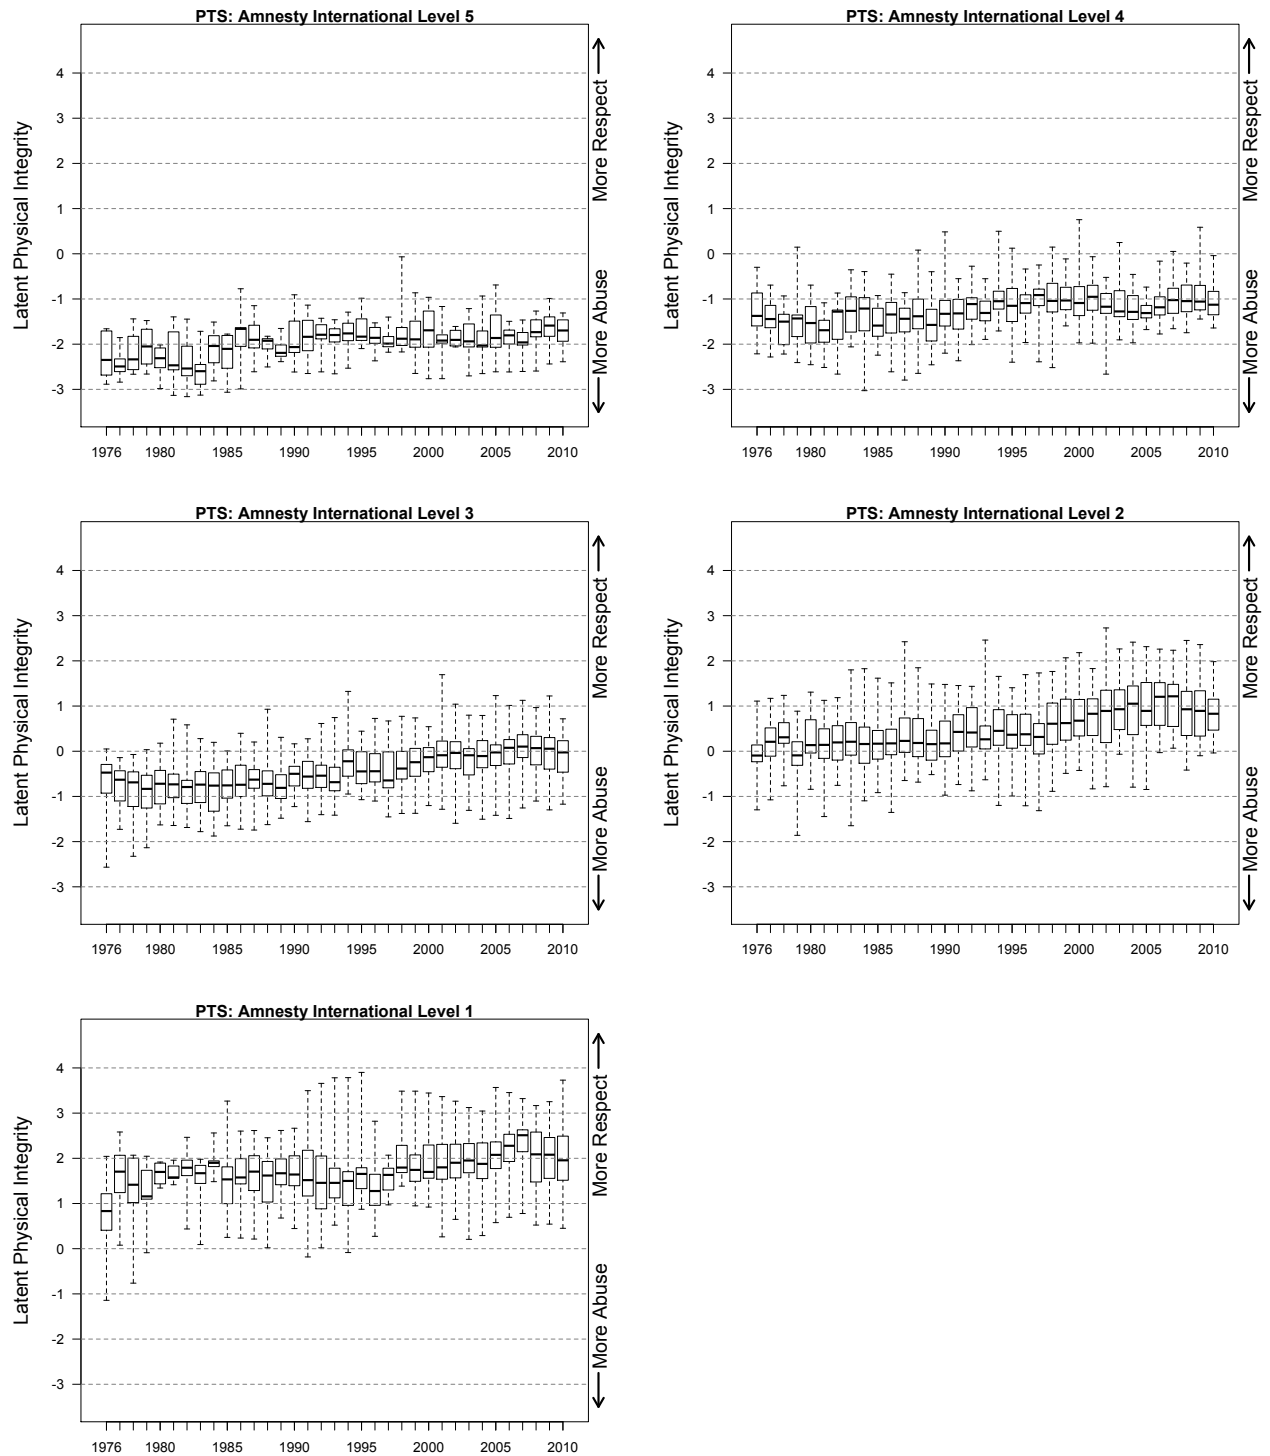 PTS: Amnesty International Level 5
Latent Physical Integrity
4
3
2
1
0
-1
-2
-3
1976 1980 1985 1990 1995 2000 2005 2010
More Abuse
More Respect
PTS: Amnesty International Level 4
Latent Physical Integrity
4
3
2
1
0
-1
-2
-3
1976 1980 1985 1990 1995 2000 2005 2010
More Abuse
More Respect
PTS: Amnesty International Level 3
Latent Physical Integrity
4
3
2
1
0
-1
-2
-3
1976 1980 1985 1990 1995 2000 2005 2010
More Abuse
More Respect
PTS: Amnesty International Level 2
Latent Physical Integrity
4
3
2
1
0
-1
-2
-3
1976 1980 1985 1990 1995 2000 2005 2010
More Abuse
More Respect
PTS: Amnesty International Level 1
Latent Physical Integrity
4
3
2
1
0
-1
-2
-3
1976 1980 1985 1990 1995 2000 2005 2010
More Abuse
More Respect